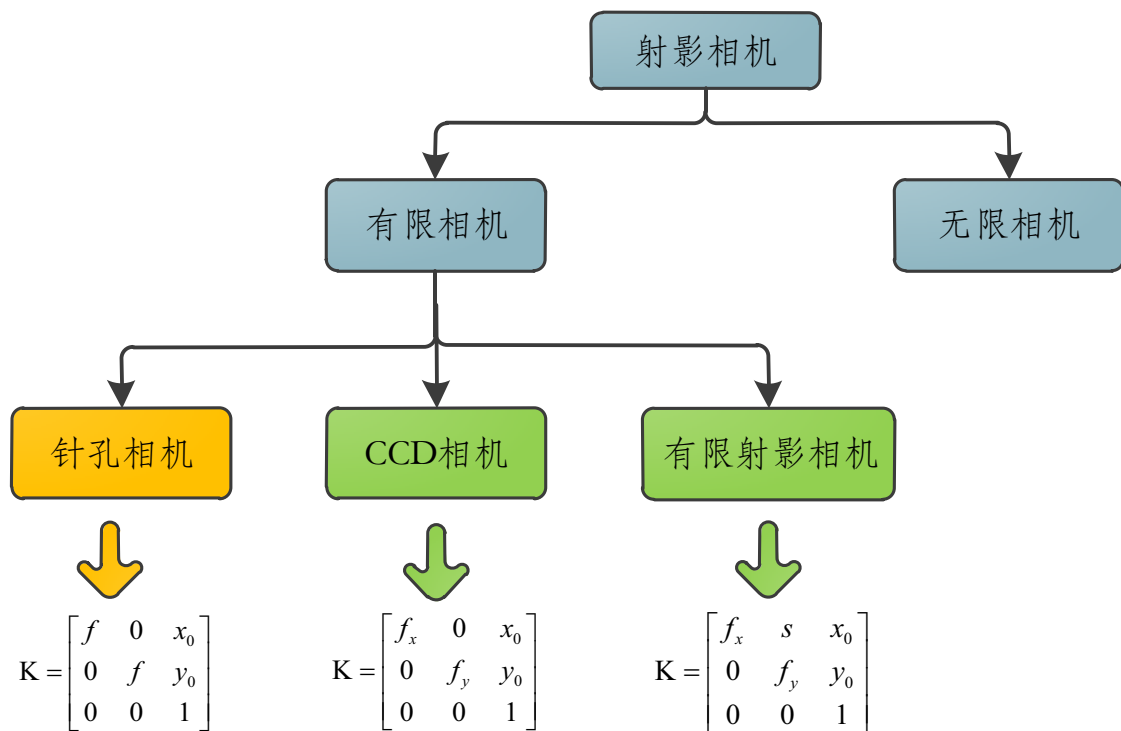 射影相机
有限相机
无限相机
针孔相机
CCD相机
有限射影相机
K = [ f 0 x₀
0 f y₀
0 0 1 ]
K = [ fₓ 0 x₀
0 f_y y₀
0 0 1 ]
K = [ fₓ s x₀
0 f_y y₀
0 0 1 ]